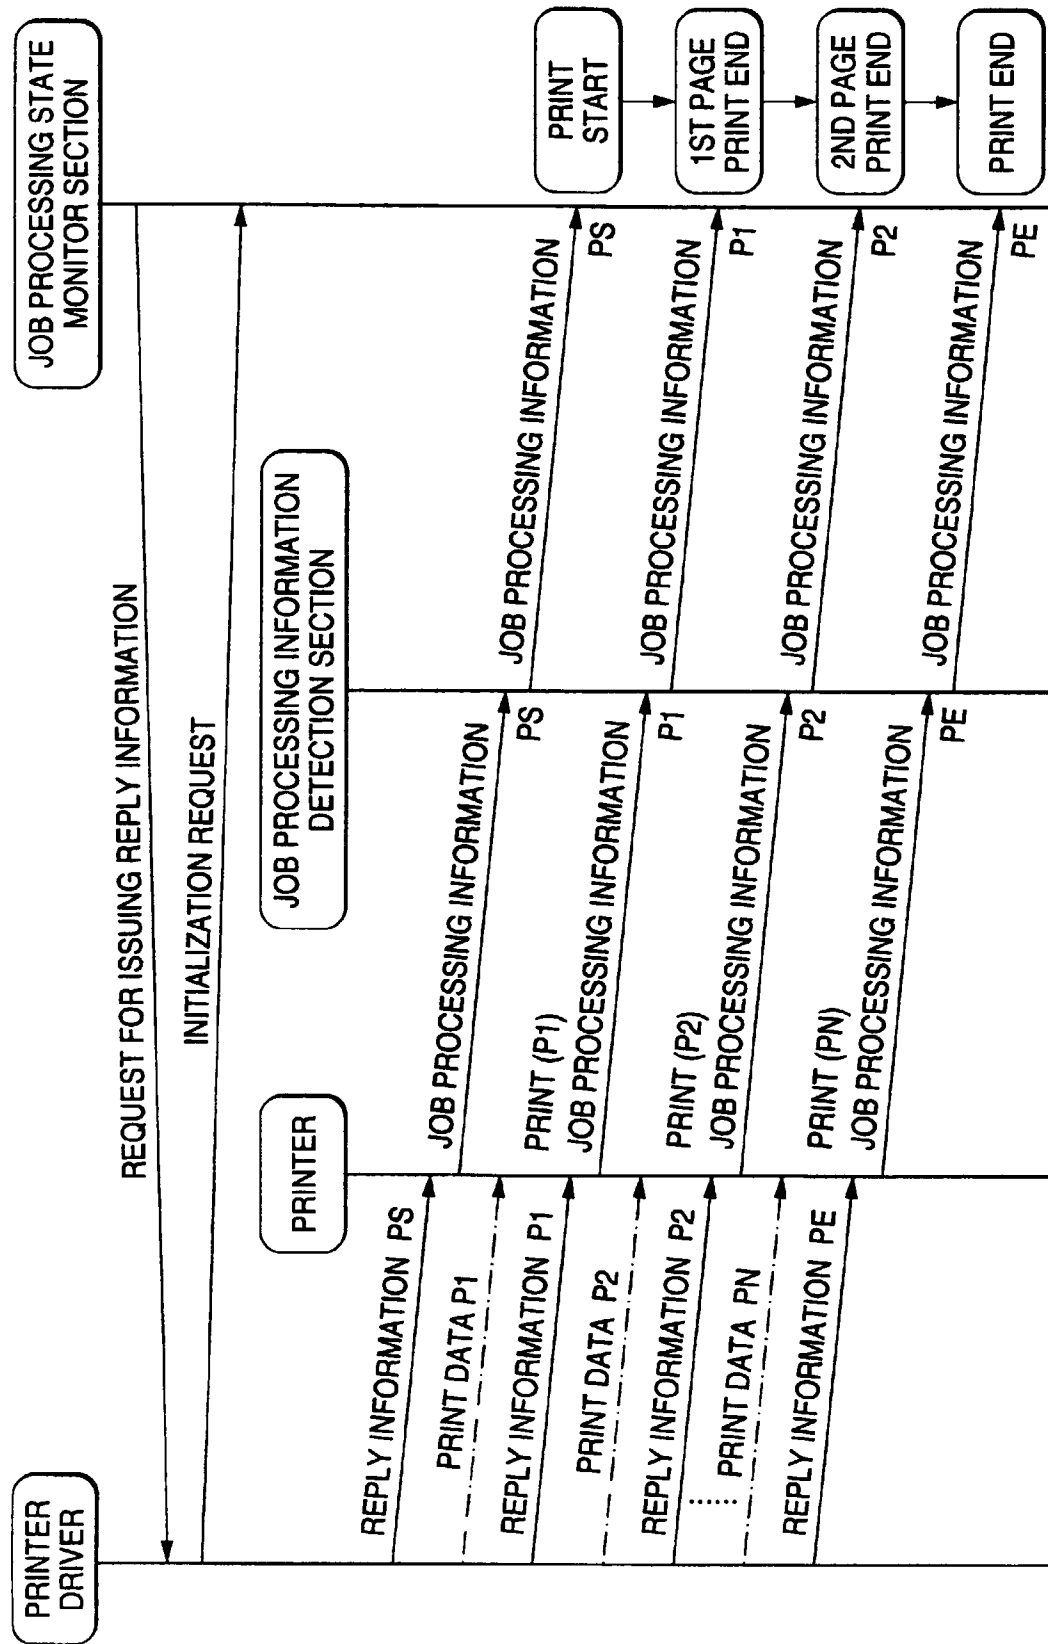 PRINTER
DRIVER
JOB PROCESSING STATE
MONITOR SECTION
REQUEST FOR ISSUING REPLY INFORMATION
INITIALIZATION REQUEST
PRINTER
JOB PROCESSING INFORMATION
DETECTION SECTION
REPLY INFORMATION PS
JOB PROCESSING INFORMATION
PS
JOB PROCESSING INFORMATION
PS
PRINT
START
PRINT DATA P1
REPLY INFORMATION P1
PRINT (P1)
JOB PROCESSING INFORMATION
P1
JOB PROCESSING INFORMATION
P1
1ST PAGE
PRINT END
PRINT DATA P2
REPLY INFORMATION P2
PRINT (P2)
JOB PROCESSING INFORMATION
P2
JOB PROCESSING INFORMATION
P2
2ND PAGE
PRINT END
PRINT DATA PN
REPLY INFORMATION PE
PRINT (PN)
JOB PROCESSING INFORMATION
PE
JOB PROCESSING INFORMATION
PE
PRINT END